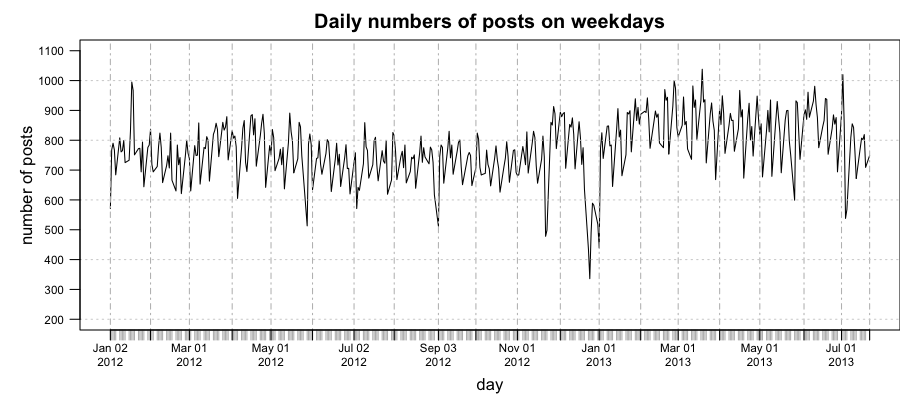 Daily numbers of posts on weekdays
number of posts
1100
1000
900
800
700
600
500
400
300
200
Jan 02 Mar 01 May 01 Jul 02 Sep 03 Nov 01 Jan 01 Mar 01 May 01 Jul 01
2012 2012 2012 2012 2012 2012 2013 2013 2013 2013
day